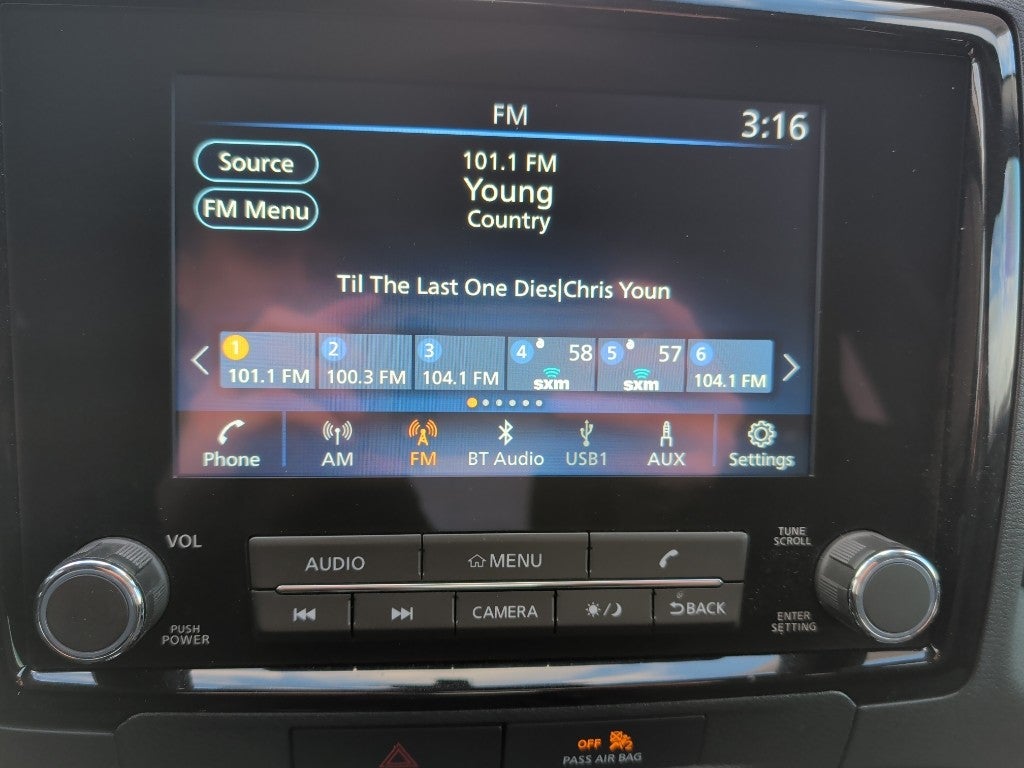 FM
3:16
Source
101.1 FM
Young
FM Menu
Country
Til The Last One Dies|Chris Youn
1 2 3 4 58 5 57 6
101.1 FM 100.3 FM 104.1 FM sxm sxm 104.1 FM
Phone AM FM BT Audio USB1 AUX Settings
VOL
TUNE
SCROLL
AUDIO MENU
CAMERA BACK
PUSH
POWER
ENTER
SETTING
OFF
PASS AIR BAG